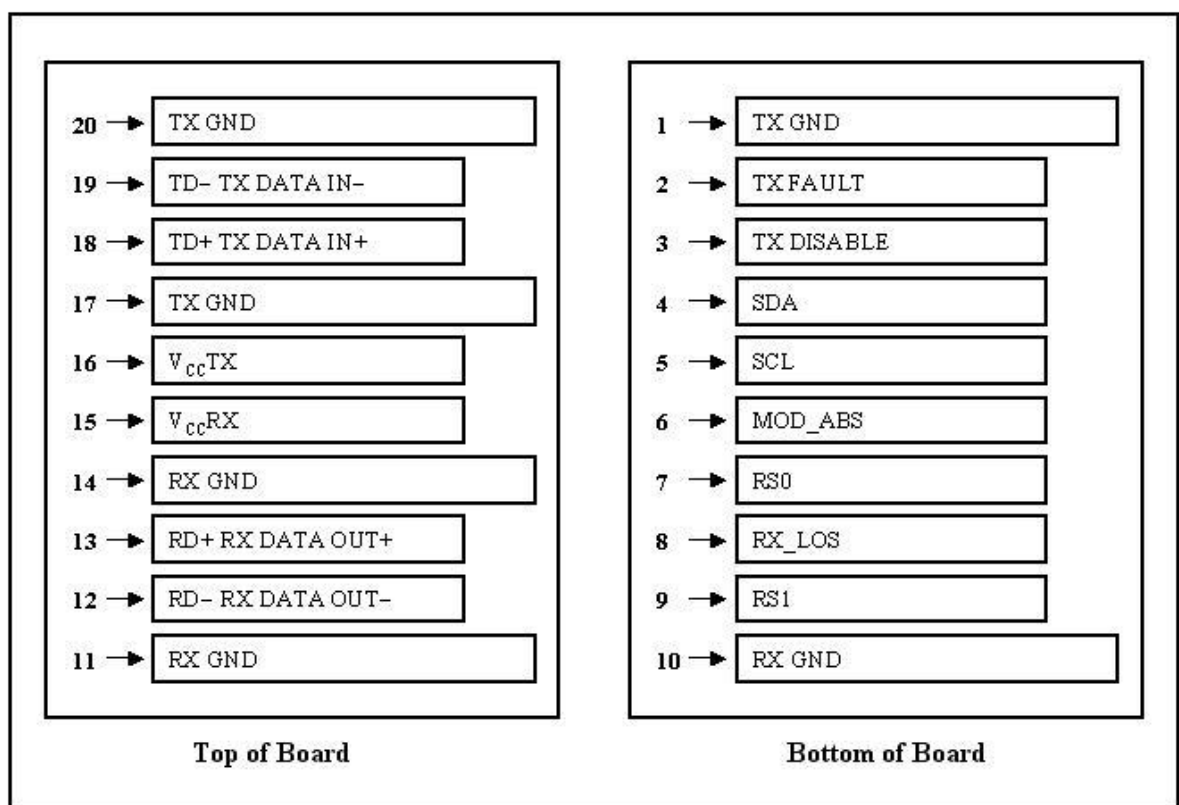 20 TX GND
19 TD– TX DATA IN–
18 TD+ TX DATA IN+
17 TX GND
16 VCCTX
15 VCCRX
14 RX GND
13 RD+ RX DATA OUT+
12 RD– RX DATA OUT–
11 RX GND
Top of Board
1 TX GND
2 TX FAULT
3 TX DISABLE
4 SDA
5 SCL
6 MOD_ABS
7 RS0
8 RX_LOS
9 RS1
10 RX GND
Bottom of Board